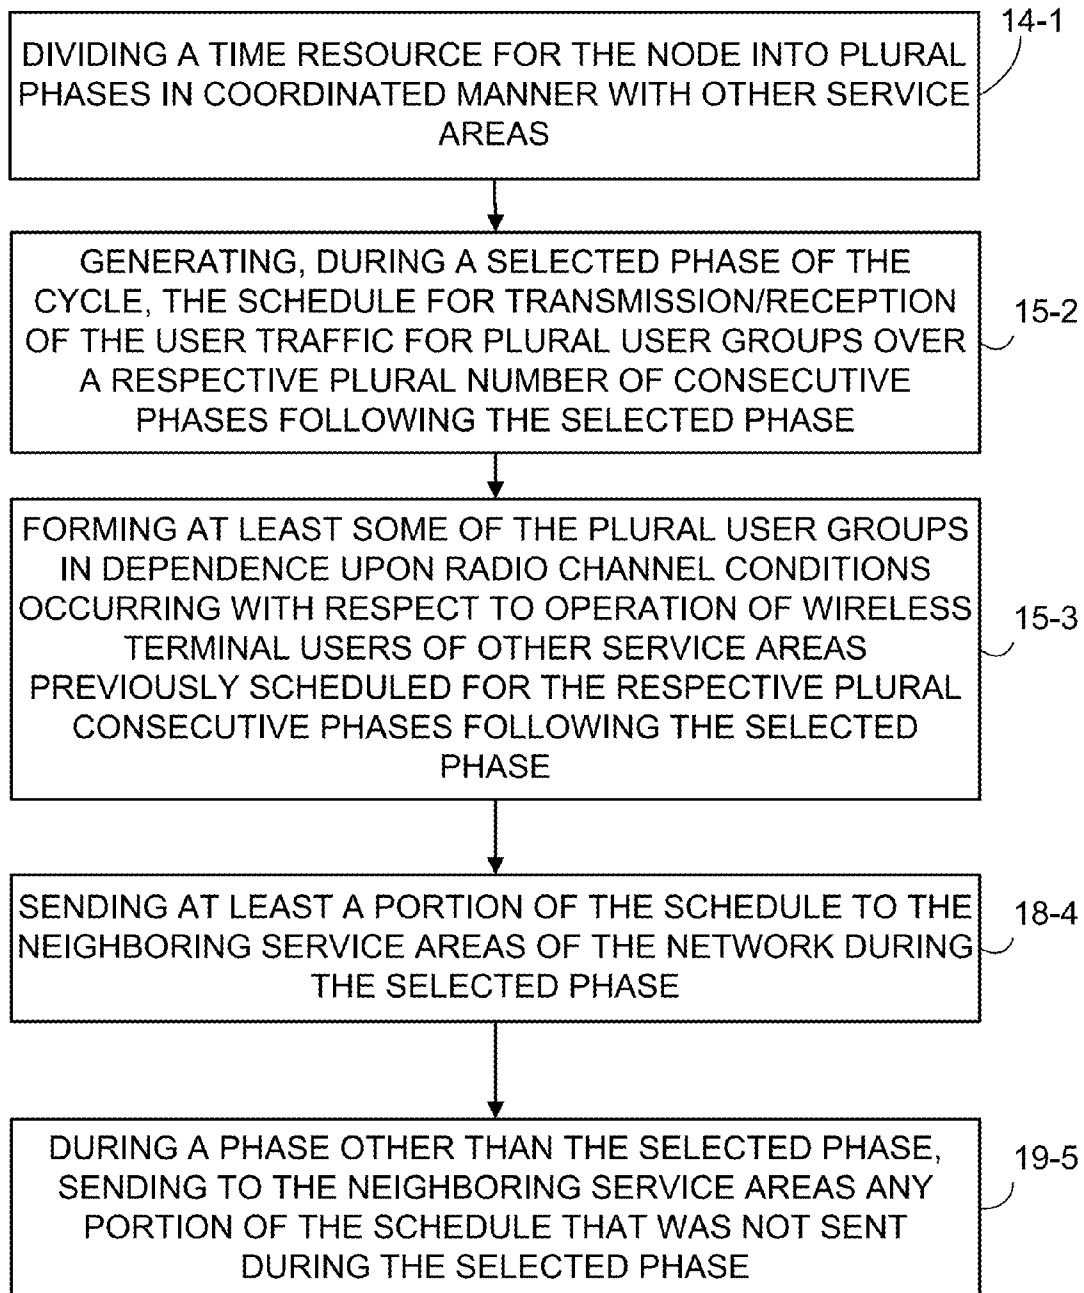 14-1
DIVIDING A TIME RESOURCE FOR THE NODE INTO PLURAL
PHASES IN COORDINATED MANNER WITH OTHER SERVICE
AREAS
GENERATING, DURING A SELECTED PHASE OF THE
CYCLE, THE SCHEDULE FOR TRANSMISSION/RECEPTION
OF THE USER TRAFFIC FOR PLURAL USER GROUPS OVER
A RESPECTIVE PLURAL NUMBER OF CONSECUTIVE
PHASES FOLLOWING THE SELECTED PHASE
15-2
FORMING AT LEAST SOME OF THE PLURAL USER GROUPS
IN DEPENDENCE UPON RADIO CHANNEL CONDITIONS
OCCURRING WITH RESPECT TO OPERATION OF WIRELESS
TERMINAL USERS OF OTHER SERVICE AREAS
PREVIOUSLY SCHEDULED FOR THE RESPECTIVE PLURAL
CONSECUTIVE PHASES FOLLOWING THE SELECTED
PHASE
15-3
SENDING AT LEAST A PORTION OF THE SCHEDULE TO THE
NEIGHBORING SERVICE AREAS OF THE NETWORK DURING
THE SELECTED PHASE
18-4
DURING A PHASE OTHER THAN THE SELECTED PHASE,
SENDING TO THE NEIGHBORING SERVICE AREAS ANY
PORTION OF THE SCHEDULE THAT WAS NOT SENT
DURING THE SELECTED PHASE
19-5